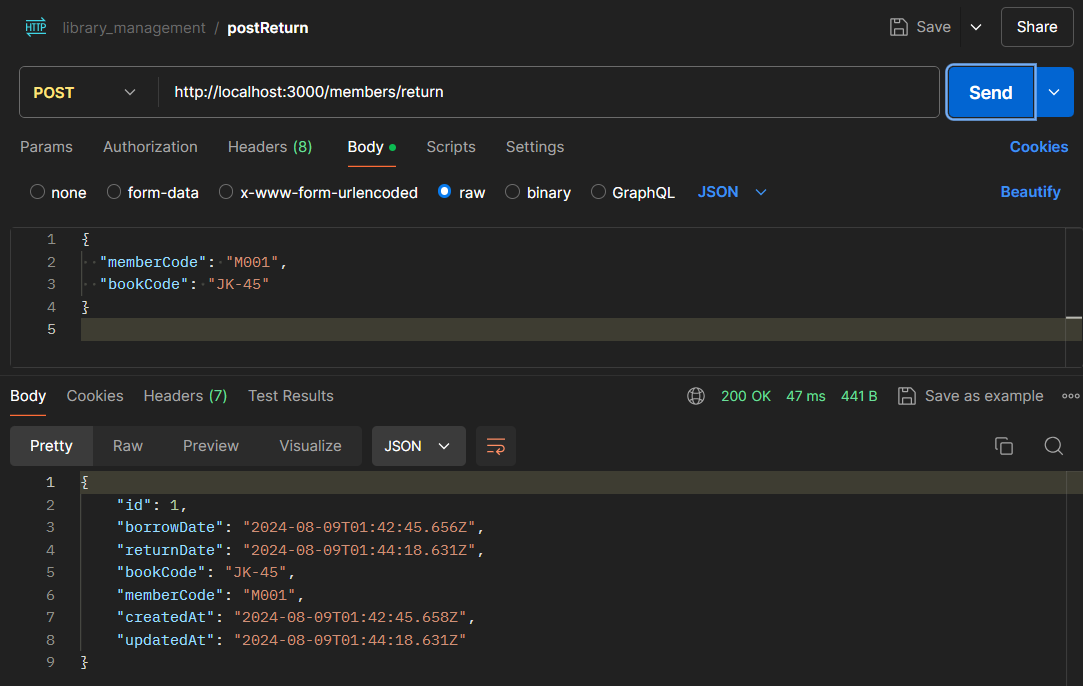 HTTP library_management / postReturn Save Share
POST http://localhost:3000/members/return Send
Params Authorization Headers (8) Body Scripts Settings Cookies
none form-data x-www-form-urlencoded raw binary GraphQL JSON Beautify
1 {
2 "memberCode": "M001",
3 "bookCode": "JK-45"
4 }
5
Body Cookies Headers (7) Test Results 200 OK 47 ms 441 B Save as example
Pretty Raw Preview Visualize JSON
1 {
2 "id": 1,
3 "borrowDate": "2024-08-09T01:42:45.656Z",
4 "returnDate": "2024-08-09T01:44:18.631Z",
5 "bookCode": "JK-45",
6 "memberCode": "M001",
7 "createdAt": "2024-08-09T01:42:45.658Z",
8 "updatedAt": "2024-08-09T01:44:18.631Z"
9 }